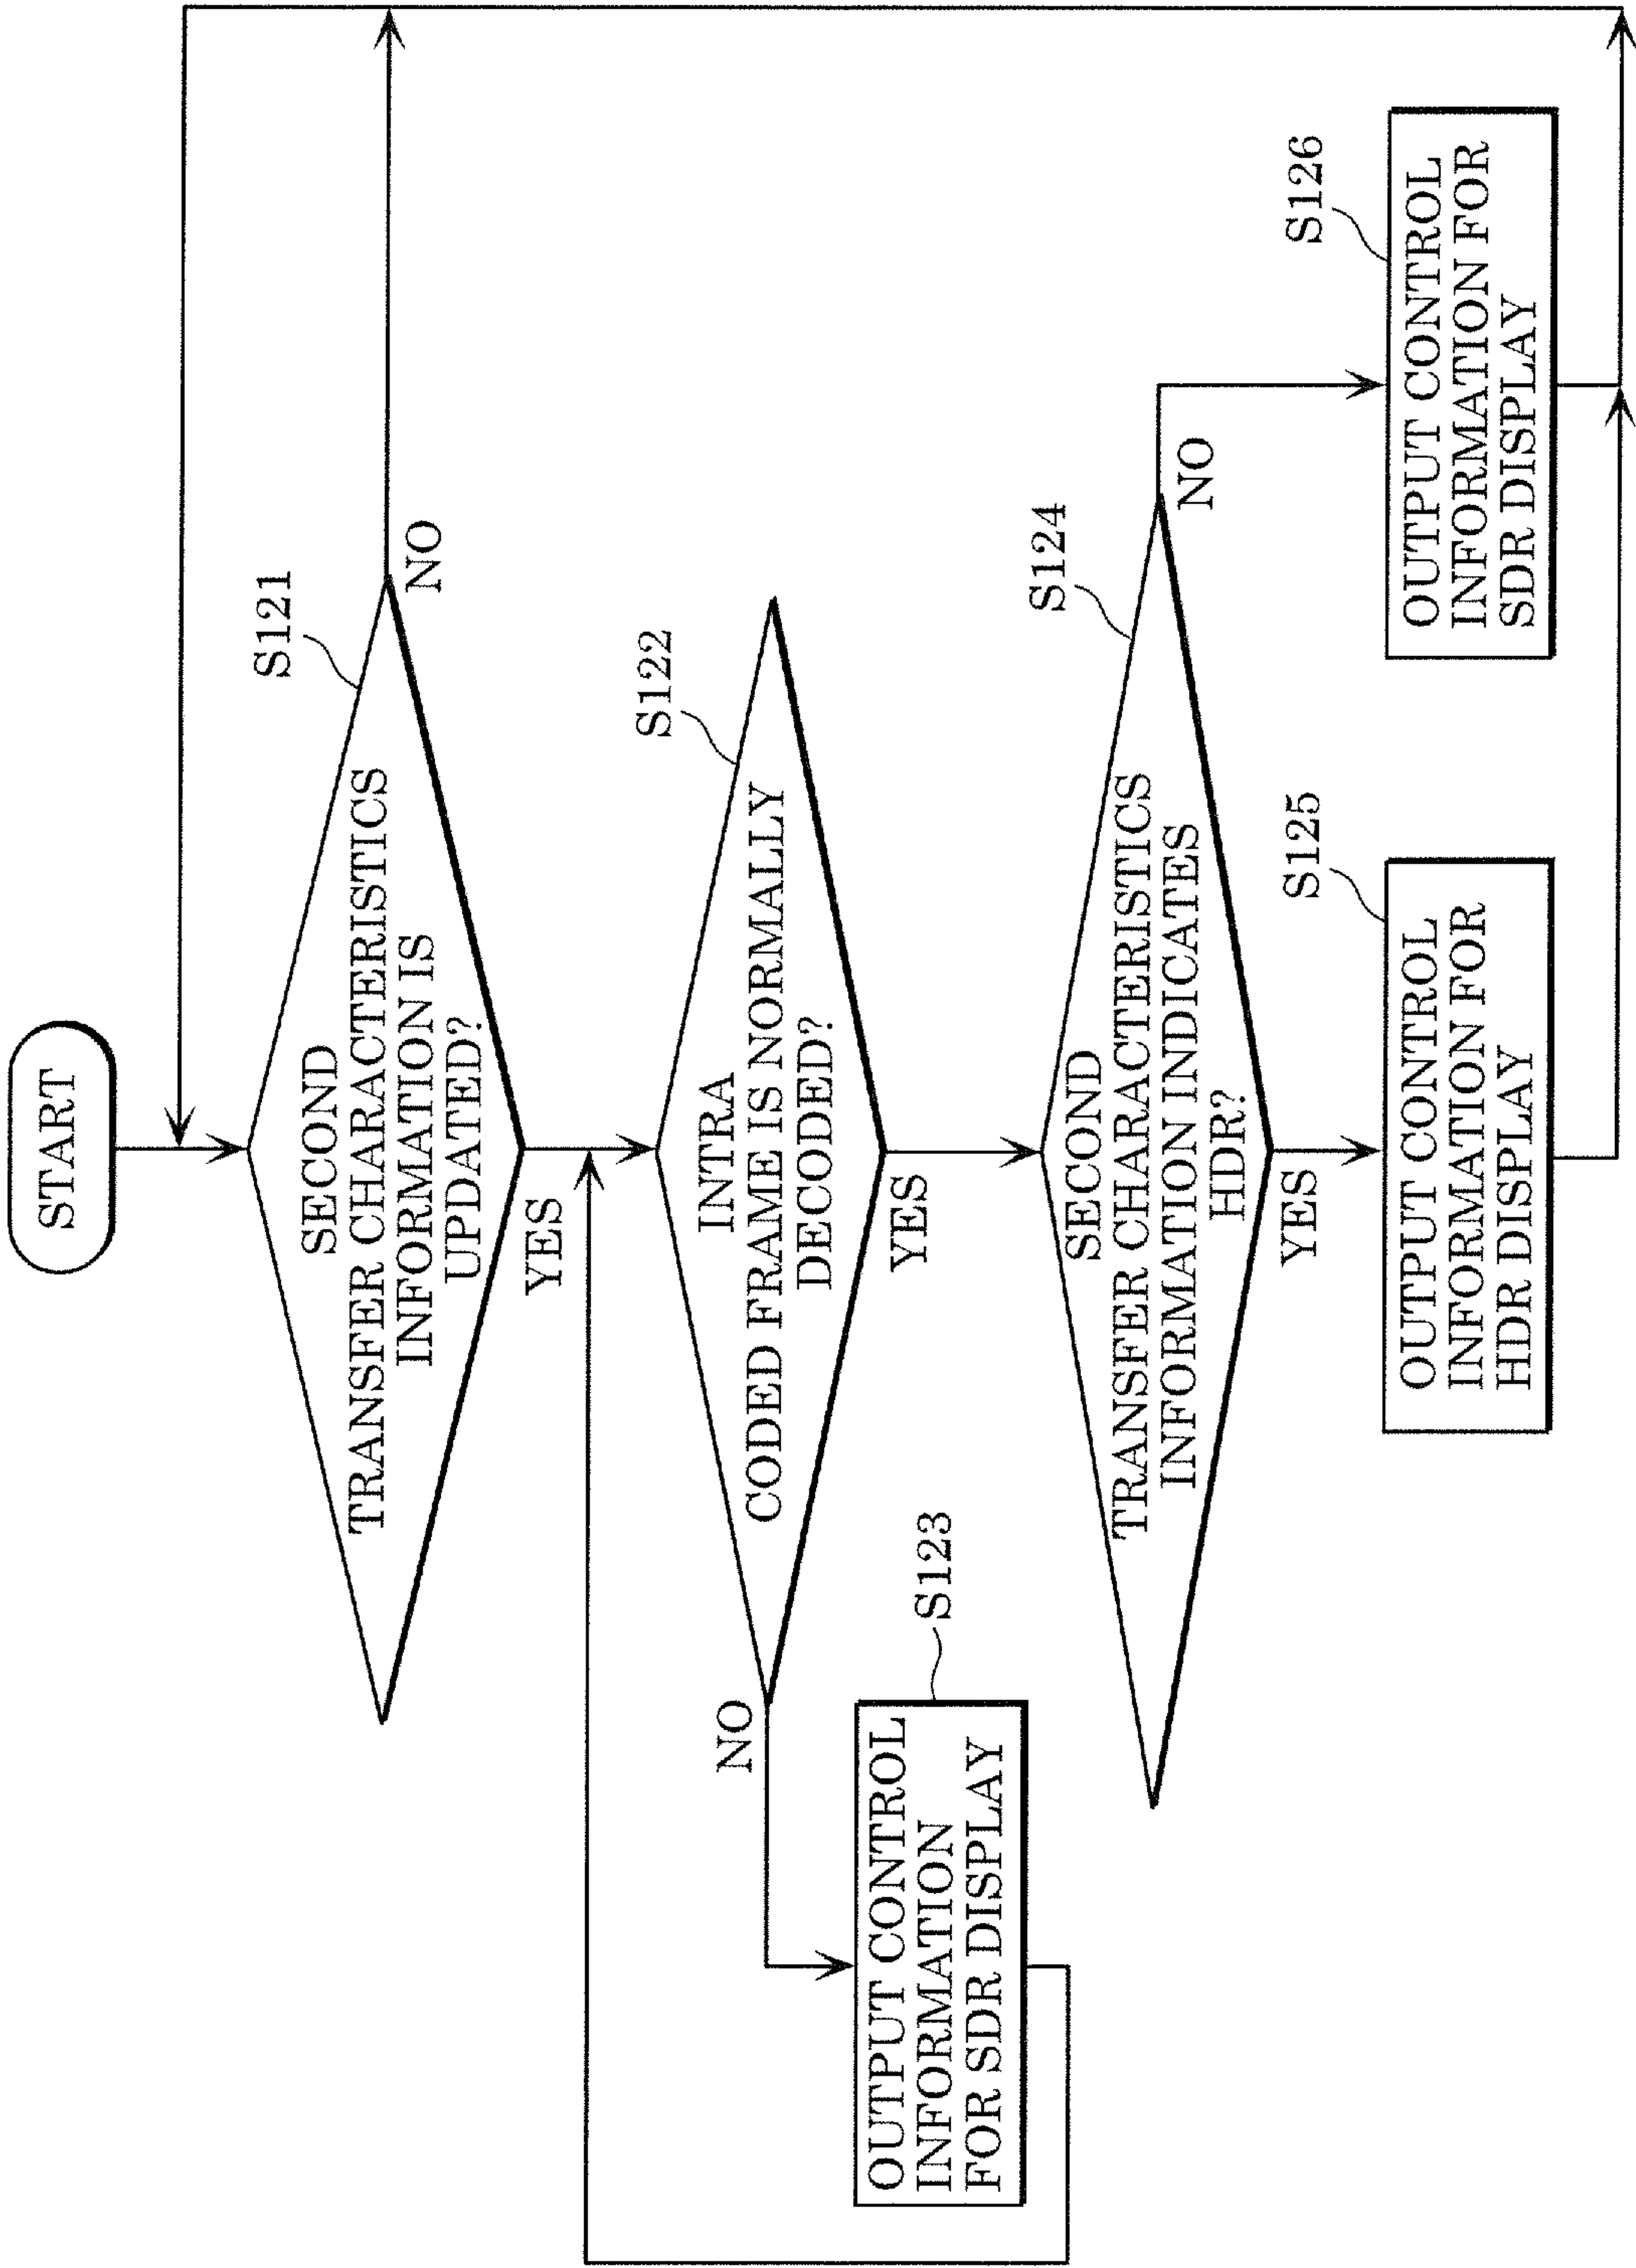 START
S121
SECOND
TRANSFER CHARACTERISTICS
INFORMATION IS
UPDATED?
NO
YES
S122
INTRA
CODED FRAME IS NORMALLY
DECODED?
NO
YES
S123
OUTPUT CONTROL
INFORMATION
FOR SDR DISPLAY
S124
SECOND
TRANSFER CHARACTERISTICS
INFORMATION INDICATES
HDR?
NO
YES
S125
OUTPUT CONTROL
INFORMATION FOR
HDR DISPLAY
S126
OUTPUT CONTROL
INFORMATION FOR
SDR DISPLAY